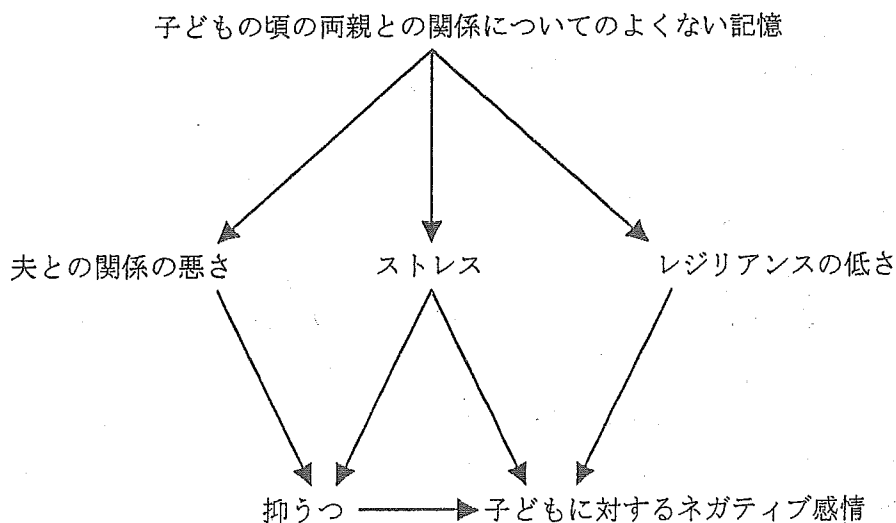 子どもの頃の両親との関係についてのよくない記憶
夫との関係の悪さ
ストレス
レジリアンスの低さ
抑うつ
子どもに対するネガティブ感情